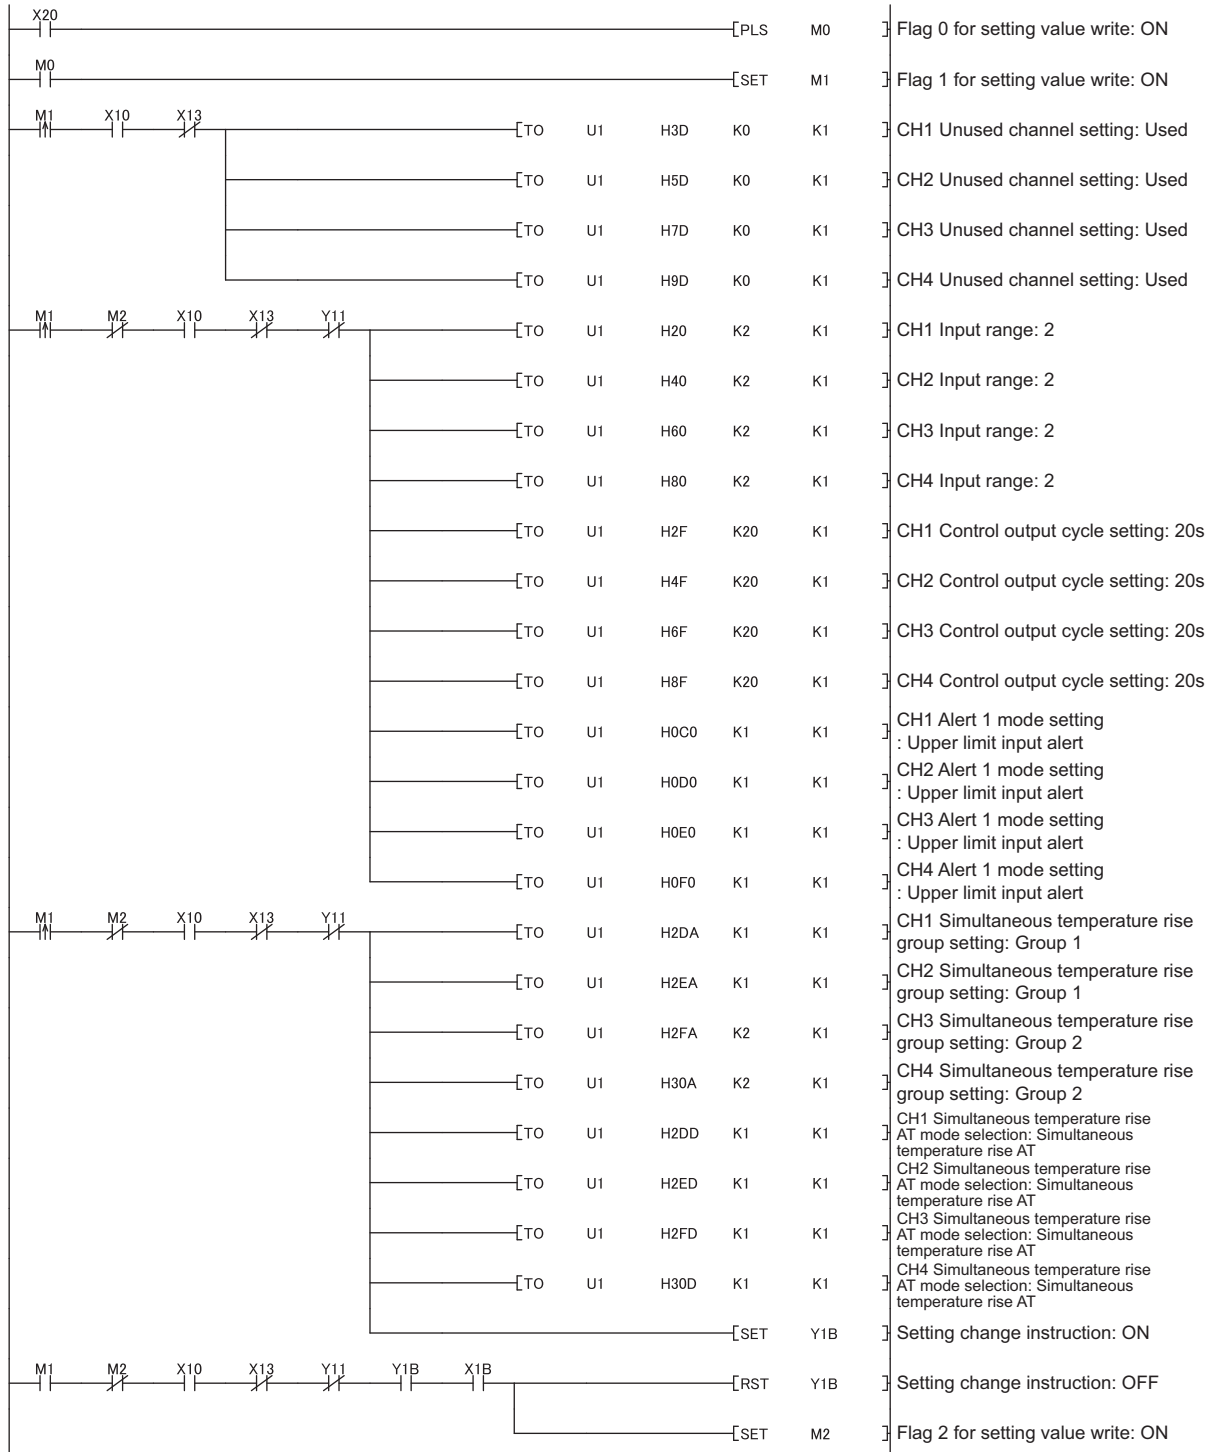 X20
[PLS M0 ] Flag 0 for setting value write: ON
M0
[SET M1 ] Flag 1 for setting value write: ON
M1 X10 X13
[TO U1 H3D K0 K1 ] CH1 Unused channel setting: Used
[TO U1 H5D K0 K1 ] CH2 Unused channel setting: Used
[TO U1 H7D K0 K1 ] CH3 Unused channel setting: Used
[TO U1 H9D K0 K1 ] CH4 Unused channel setting: Used
M1 M2 X10 X13 Y11
[TO U1 H20 K2 K1 ] CH1 Input range: 2
[TO U1 H40 K2 K1 ] CH2 Input range: 2
[TO U1 H60 K2 K1 ] CH3 Input range: 2
[TO U1 H80 K2 K1 ] CH4 Input range: 2
[TO U1 H2F K20 K1 ] CH1 Control output cycle setting: 20s
[TO U1 H4F K20 K1 ] CH2 Control output cycle setting: 20s
[TO U1 H6F K20 K1 ] CH3 Control output cycle setting: 20s
[TO U1 H8F K20 K1 ] CH4 Control output cycle setting: 20s
[TO U1 H0C0 K1 K1 ] CH1 Alert 1 mode setting
: Upper limit input alert
[TO U1 H0D0 K1 K1 ] CH2 Alert 1 mode setting
: Upper limit input alert
[TO U1 H0E0 K1 K1 ] CH3 Alert 1 mode setting
: Upper limit input alert
[TO U1 H0F0 K1 K1 ] CH4 Alert 1 mode setting
: Upper limit input alert
M1 M2 X10 X13 Y11
[TO U1 H2DA K1 K1 ] CH1 Simultaneous temperature rise
group setting: Group 1
[TO U1 H2EA K1 K1 ] CH2 Simultaneous temperature rise
group setting: Group 1
[TO U1 H2FA K2 K1 ] CH3 Simultaneous temperature rise
group setting: Group 2
[TO U1 H30A K2 K1 ] CH4 Simultaneous temperature rise
group setting: Group 2
[TO U1 H2DD K1 K1 ] CH1 Simultaneous temperature rise
AT mode selection: Simultaneous
temperature rise AT
[TO U1 H2ED K1 K1 ] CH2 Simultaneous temperature rise
AT mode selection: Simultaneous
temperature rise AT
[TO U1 H2FD K1 K1 ] CH3 Simultaneous temperature rise
AT mode selection: Simultaneous
temperature rise AT
[TO U1 H30D K1 K1 ] CH4 Simultaneous temperature rise
AT mode selection: Simultaneous
temperature rise AT
[SET Y1B ] Setting change instruction: ON
M1 M2 X10 X13 Y11 Y1B X1B
[RST Y1B ] Setting change instruction: OFF
[SET M2 ] Flag 2 for setting value write: ON